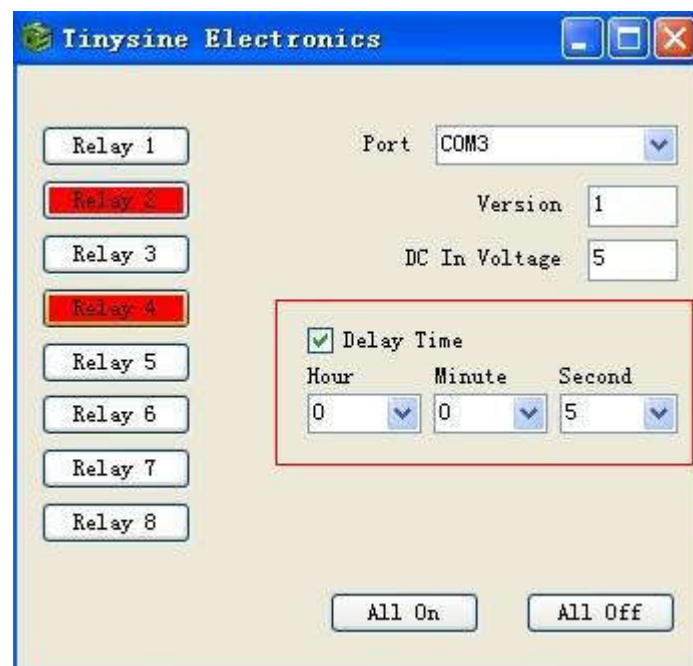 Tinysine Electronics
Relay 1
Port COM3
Relay 2
Version 1
Relay 3
DC In Voltage 5
Relay 4
Delay Time
Relay 5
Hour Minute Second
0 0 5
Relay 6
Relay 7
Relay 8
All On All Off